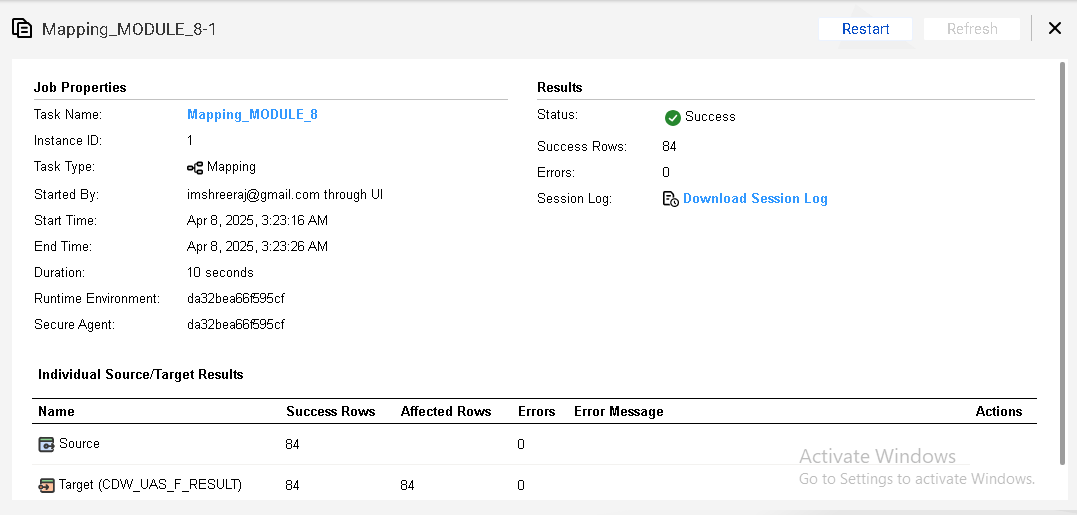 Mapping_MODULE_8-1
Restart
Refresh
Job Properties
Task Name: Mapping_MODULE_8
Instance ID: 1
Task Type: Mapping
Started By: imshreeraj@gmail.com through UI
Start Time: Apr 8, 2025, 3:23:16 AM
End Time: Apr 8, 2025, 3:23:26 AM
Duration: 10 seconds
Runtime Environment: da32bea66f595cf
Secure Agent: da32bea66f595cf
Results
Status: Success
Success Rows: 84
Errors: 0
Session Log: Download Session Log
Individual Source/Target Results
Name Success Rows Affected Rows Errors Error Message Actions
Source 84 0
Target (CDW_UAS_F_RESULT) 84 84 0
Activate Windows
Go to Settings to activate Windows.